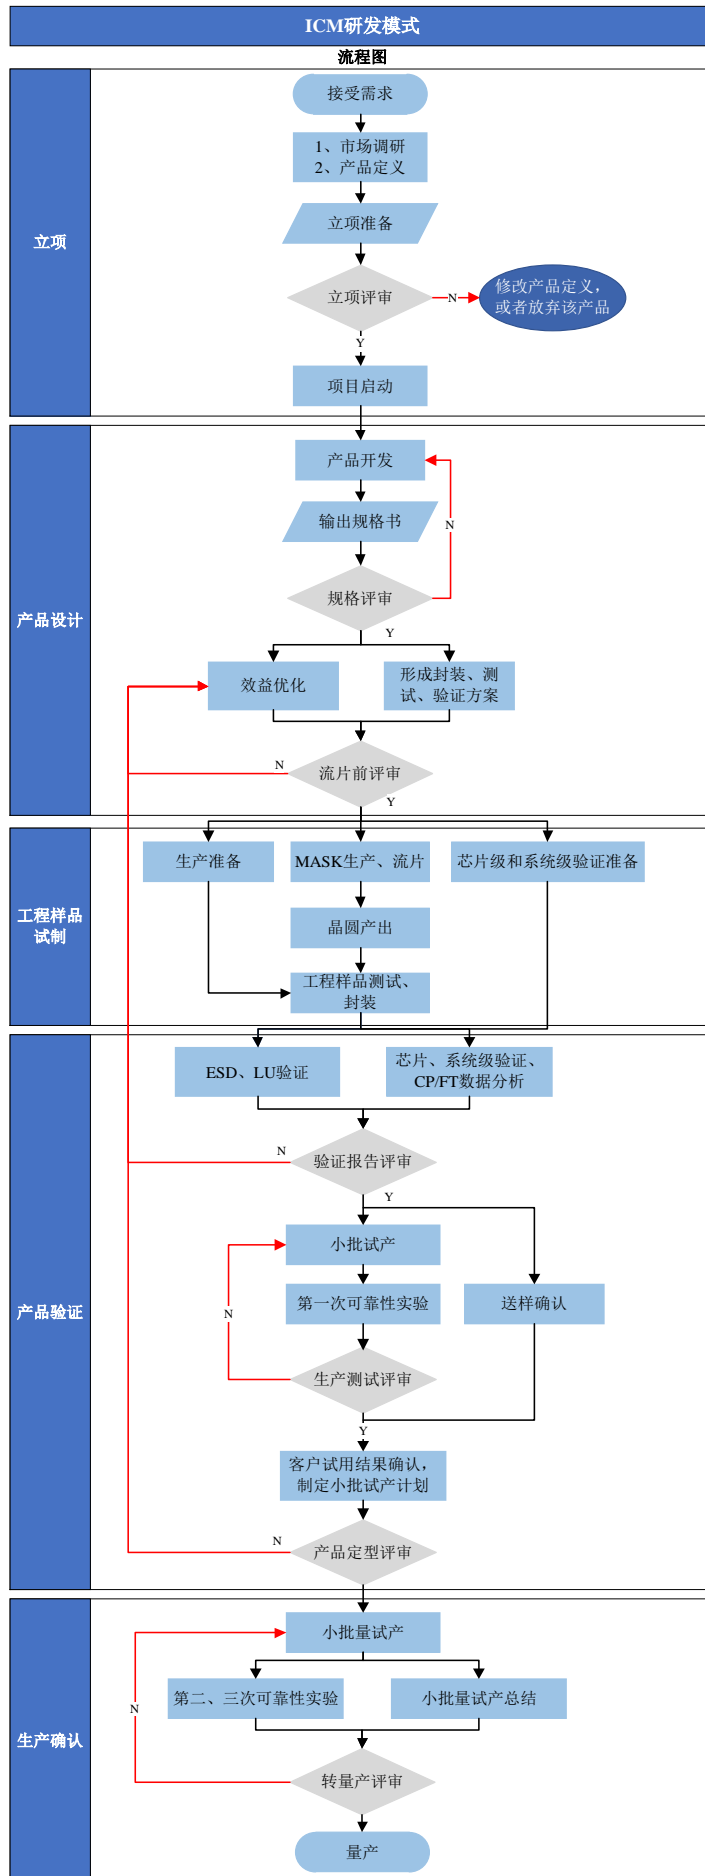 ICM研发模式
流程图
立项
接受需求
1、市场调研
2、产品定义
立项准备
立项评审
N
修改产品定义，
或者放弃该产品
Y
项目启动
产品设计
产品开发
输出规格书
N
规格评审
Y
效益优化
形成封装、测
试、验证方案
N
流片前评审
Y
工程样品
试制
生产准备
MASK生产、流片
芯片级和系统级验证准备
晶圆产出
工程样品测试、
封装
产品验证
ESD、LU验证
芯片、系统级验证、
CP/FT数据分析
N
验证报告评审
Y
小批试产
N
第一次可靠性实验
送样确认
生产测试评审
Y
客户试用结果确认，
制定小批试产计划
N
产品定型评审
生产确认
小批量试产
第二、三次可靠性实验
小批量试产总结
N
转量产评审
量产